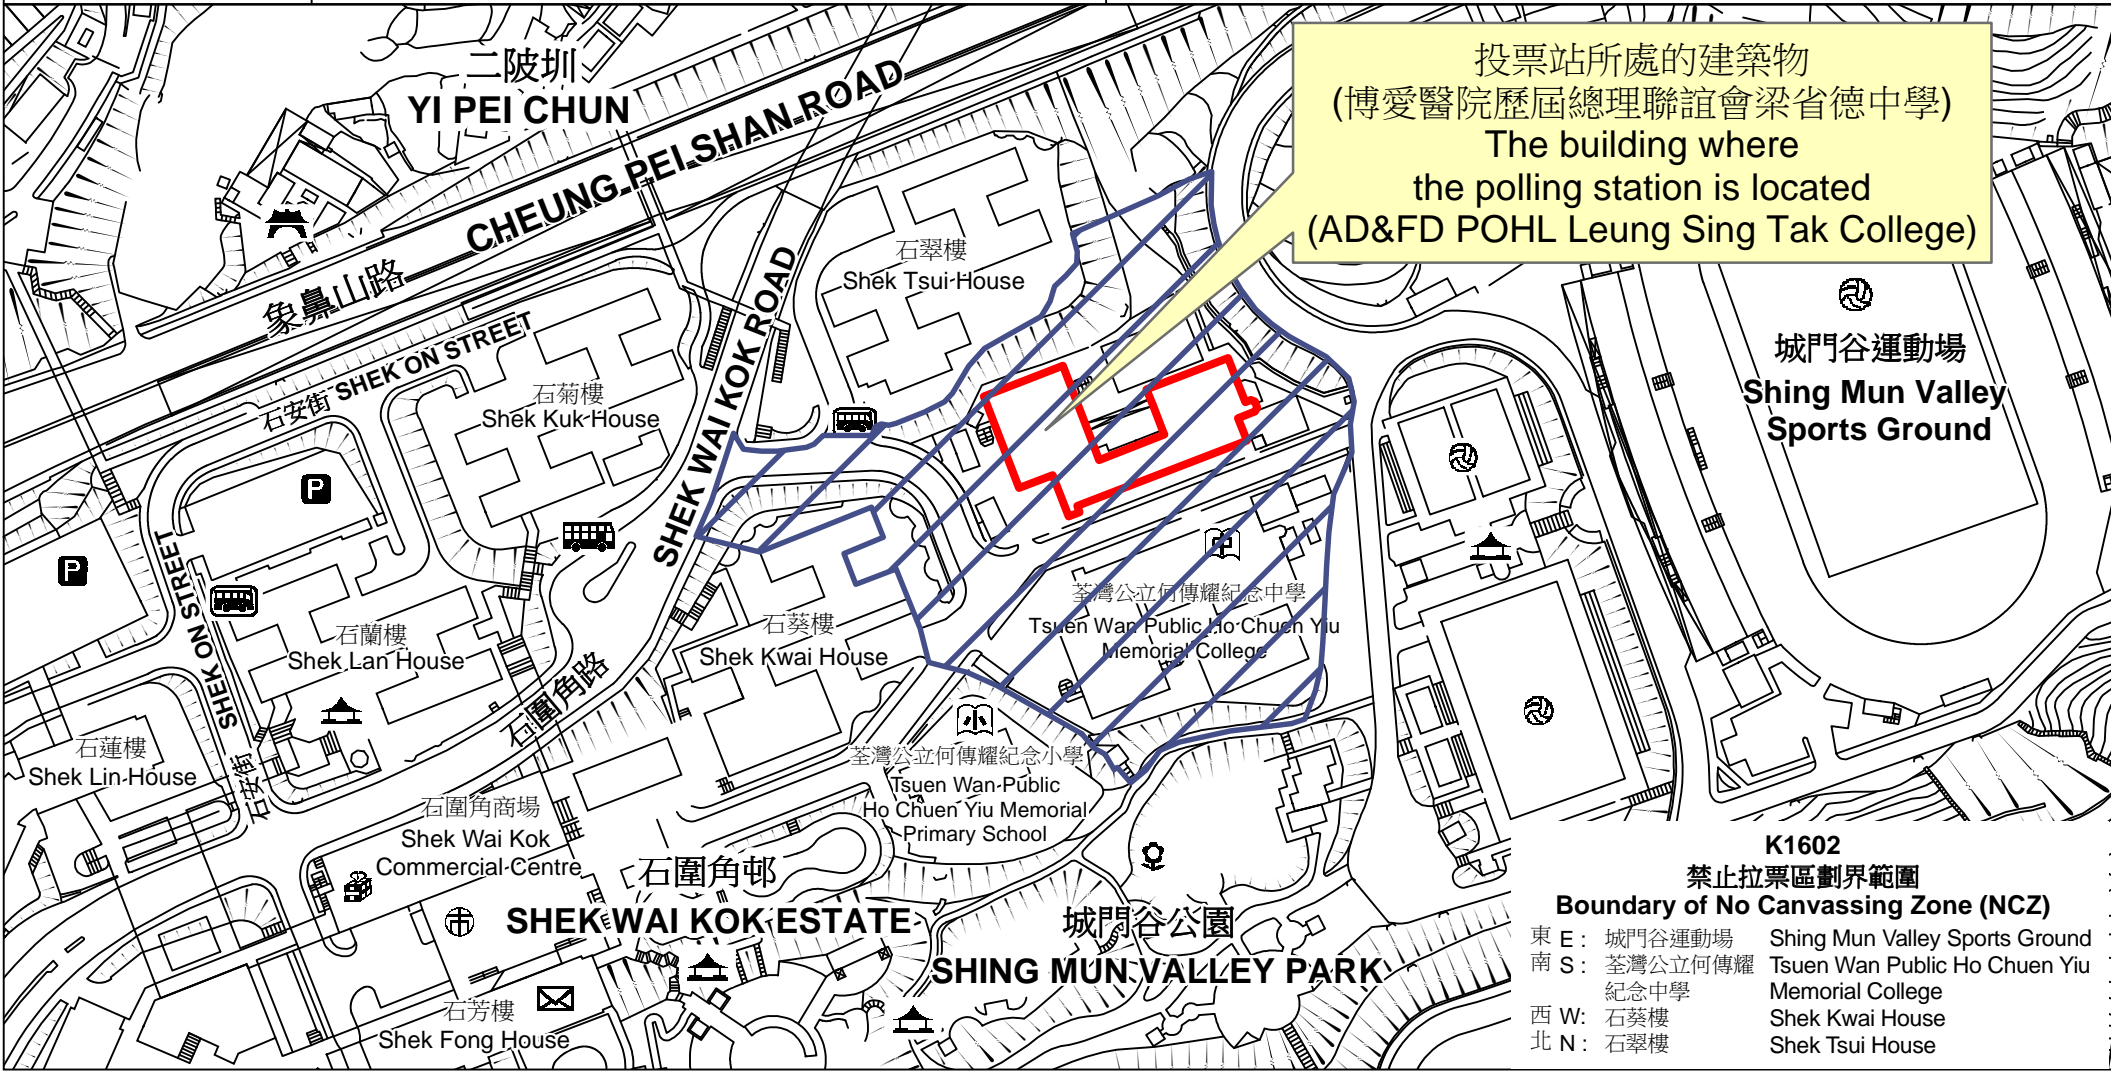 二陂圳
YI PEI CHUN
CHEUNG PEI SHAN ROAD
象鼻山路
投票站所處的建築物
(博愛醫院歷屆總理聯誼會梁省德中學)
The building where
the polling station is located
(AD&FD POHL Leung Sing Tak College)
石翠樓
Shek Tsui House
SHEK WAI KOK ROAD
石安街 SHEK ON STREET
石菊樓
Shek Kuk House
城門谷運動場
Shing Mun Valley
Sports Ground
P
P
SHEK ON STREET
石安街
中
荃灣公立何傳耀紀念中學
Tsuen Wan Public Ho Chuen Yiu
Memorial College
石蘭樓
Shek Lan House
石葵樓
Shek Kwai House
石圍角路
小
荃灣公立何傳耀紀念小學
Tsuen Wan Public
Ho Chuen Yiu Memorial
Primary School
石蓮樓
Shek Lin House
石圍角商場
Shek Wai Kok
Commercial Centre
石圍角邨
SHEK WAI KOK ESTATE
市
城門谷公園
SHING MUN VALLEY PARK
石芳樓
Shek Fong House
K1602
禁止拉票區劃界範圍
Boundary of No Canvassing Zone (NCZ)
東 E : 城門谷運動場 Shing Mun Valley Sports Ground
南 S : 荃灣公立何傳耀 Tsuen Wan Public Ho Chuen Yiu
紀念中學 Memorial College
西 W: 石葵樓 Shek Kwai House
北 N : 石翠樓 Shek Tsui House